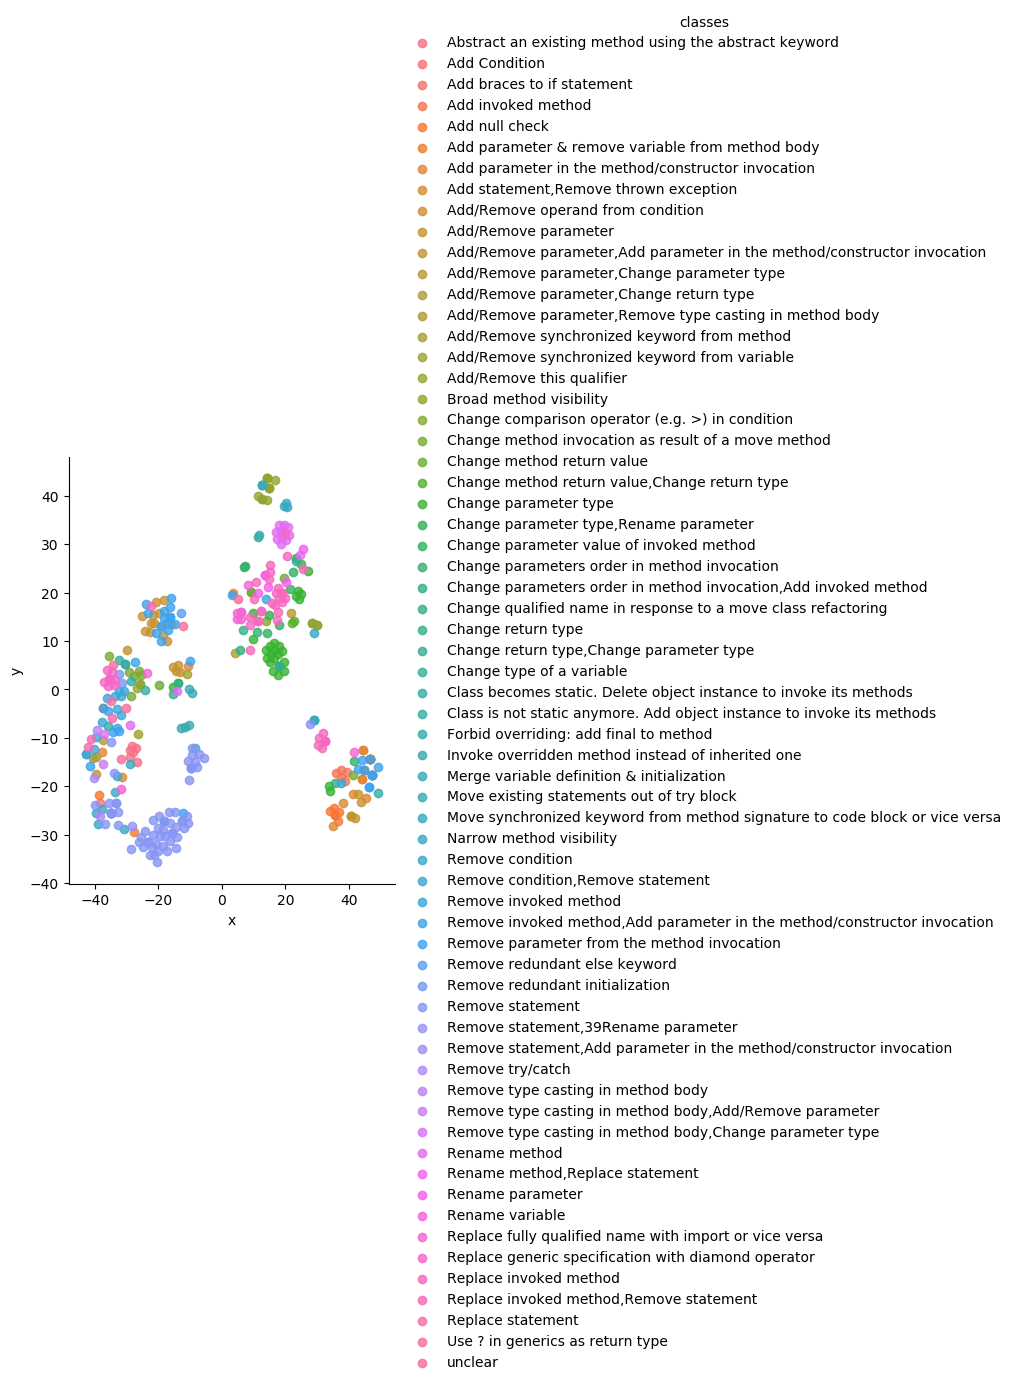 classes
Abstract an existing method using the abstract keyword
Add Condition
Add braces to if statement
Add invoked method
Add null check
Add parameter & remove variable from method body
Add parameter in the method/constructor invocation
Add statement,Remove thrown exception
Add/Remove operand from condition
Add/Remove parameter
Add/Remove parameter,Add parameter in the method/constructor invocation
Add/Remove parameter,Change parameter type
Add/Remove parameter,Change return type
Add/Remove parameter,Remove type casting in method body
Add/Remove synchronized keyword from method
Add/Remove synchronized keyword from variable
Add/Remove this qualifier
Broad method visibility
Change comparison operator (e.g. >) in condition
Change method invocation as result of a move method
Change method return value
Change method return value,Change return type
Change parameter type
Change parameter type,Rename parameter
Change parameter value of invoked method
Change parameters order in method invocation
Change parameters order in method invocation,Add invoked method
Change qualified name in response to a move class refactoring
Change return type
Change return type,Change parameter type
Change type of a variable
Class becomes static. Delete object instance to invoke its methods
Class is not static anymore. Add object instance to invoke its methods
Forbid overriding: add final to method
Invoke overridden method instead of inherited one
Merge variable definition & initialization
Move existing statements out of try block
Move synchronized keyword from method signature to code block or vice versa
Narrow method visibility
Remove condition
Remove condition,Remove statement
Remove invoked method
Remove invoked method,Add parameter in the method/constructor invocation
Remove parameter from the method invocation
Remove redundant else keyword
Remove redundant initialization
Remove statement
Remove statement,39Rename parameter
Remove statement,Add parameter in the method/constructor invocation
Remove try/catch
Remove type casting in method body
Remove type casting in method body,Add/Remove parameter
Remove type casting in method body,Change parameter type
Rename method
Rename method,Replace statement
Rename parameter
Rename variable
Replace fully qualified name with import or vice versa
Replace generic specification with diamond operator
Replace invoked method
Replace invoked method,Remove statement
Replace statement
Use ? in generics as return type
unclear
40
30
20
10
0
−10
−20
−30
−40
y
−40 −20 0 20 40
x